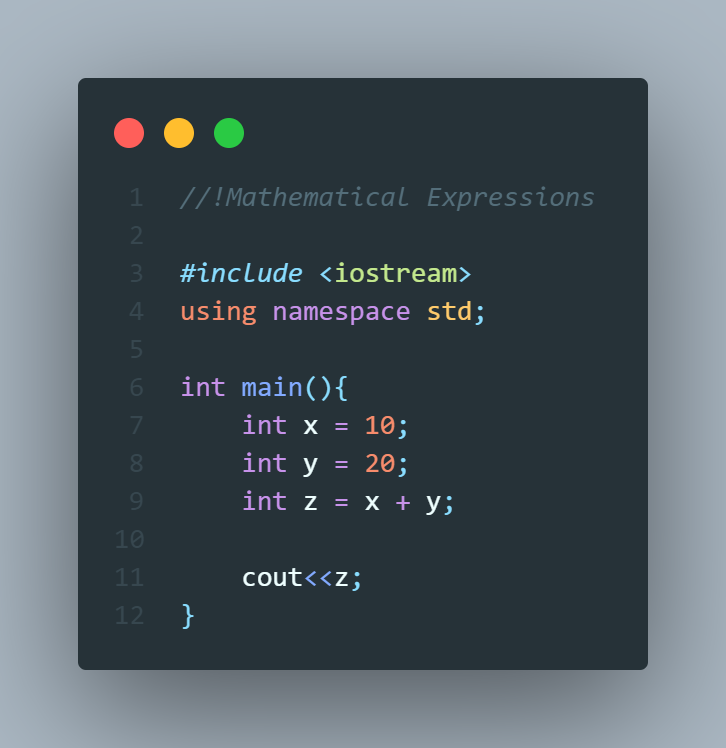 1 //!Mathematical Expressions
2
3 #include <iostream>
4 using namespace std;
5
6 int main(){
7     int x = 10;
8     int y = 20;
9     int z = x + y;
10
11     cout<<z;
12 }